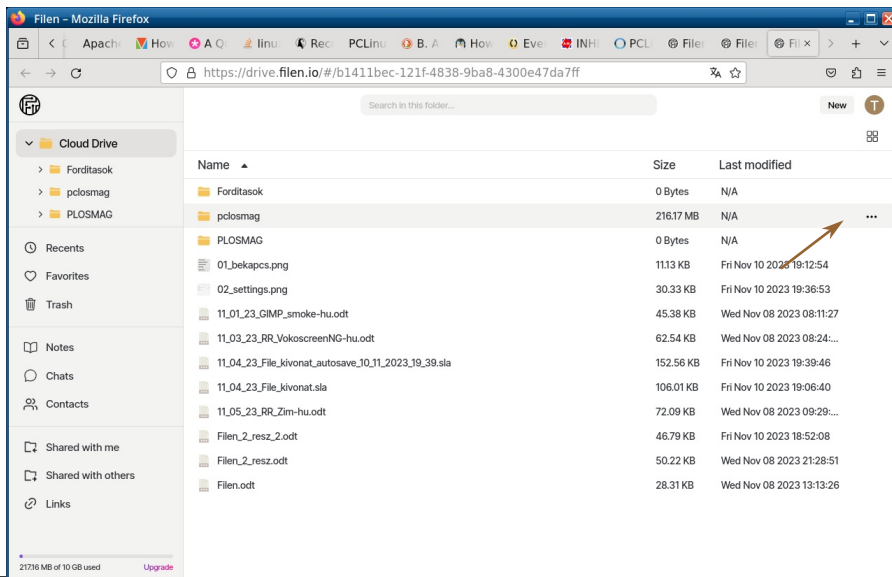 Filen – Mozilla Firefox
Apach How A Q linu: Rec PCLinu B. A How Eve INHI PCL Filer Filer Fil ×
https://drive.filen.io/#/b1411bec-121f-4838-9ba8-4300e47da7ff
Search in this folder...
New T
Cloud Drive
Forditasok
pclosmag
PLOSMAG
Recents
Favorites
Trash
Notes
Chats
Contacts
Shared with me
Shared with others
Links
217.16 MB of 10 GB used Upgrade
Name Size Last modified
Forditasok 0 Bytes N/A
pclosmag 216.17 MB N/A
PLOSMAG 0 Bytes N/A
01_bekapcs.png 11.13 KB Fri Nov 10 2023 19:12:54
02_settings.png 30.33 KB Fri Nov 10 2023 19:36:53
11_01_23_GIMP_smoke-hu.odt 45.38 KB Wed Nov 08 2023 08:11:27
11_03_23_RR_VokoscreenNG-hu.odt 62.54 KB Wed Nov 08 2023 08:24:...
11_04_23_File_kivonat_autosave_10_11_2023_19_39.sla 152.56 KB Fri Nov 10 2023 19:39:46
11_04_23_File_kivonat.sla 106.01 KB Fri Nov 10 2023 19:06:40
11_05_23_RR_Zim-hu.odt 72.09 KB Wed Nov 08 2023 09:29:...
Filen_2_resz_2.odt 46.79 KB Fri Nov 10 2023 18:52:08
Filen_2_resz.odt 50.22 KB Wed Nov 08 2023 21:28:51
Filen.odt 28.31 KB Wed Nov 08 2023 13:13:26